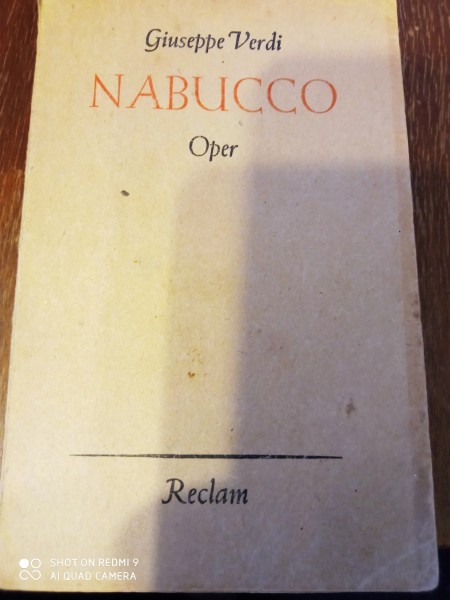 Giuseppe Verdi
NABUCCO
Oper
Reclam
SHOT ON REDMI 9
AI QUAD CAMERA